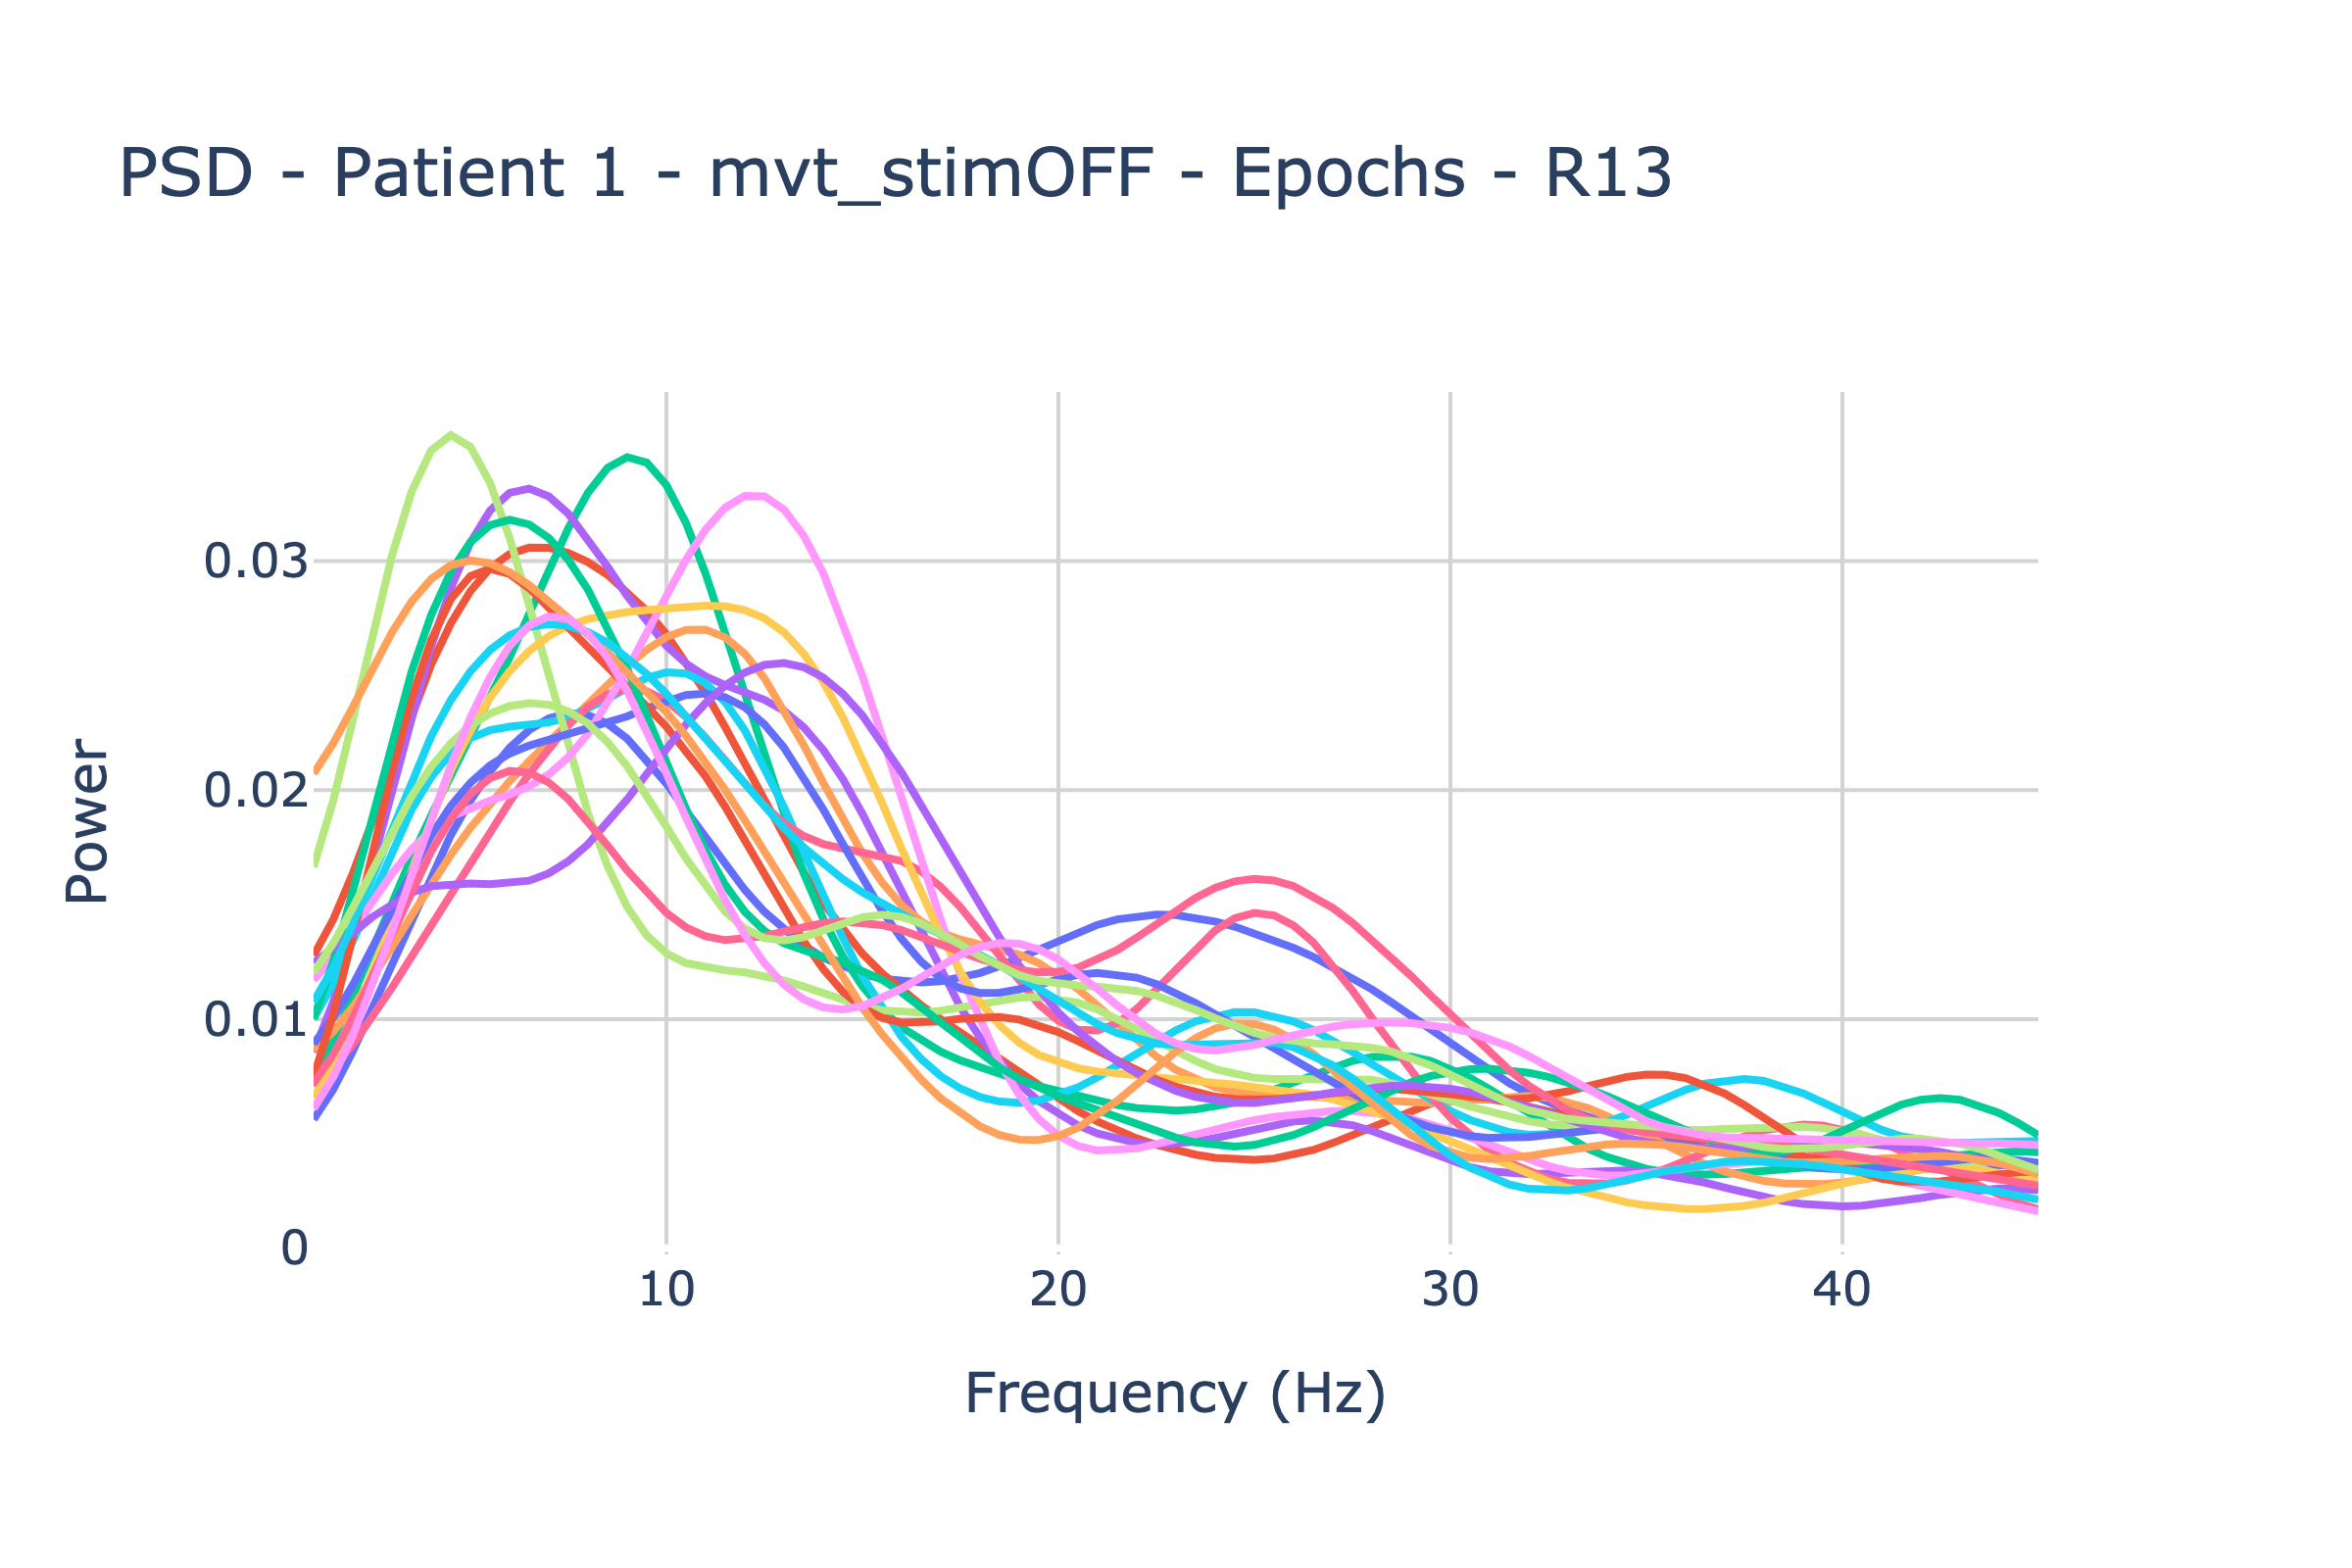 PSD - Patient 1 - mvt_stimOFF - Epochs - R13
0.03
0.02
0.01
0
Power
10 20 30 40
Frequency (Hz)